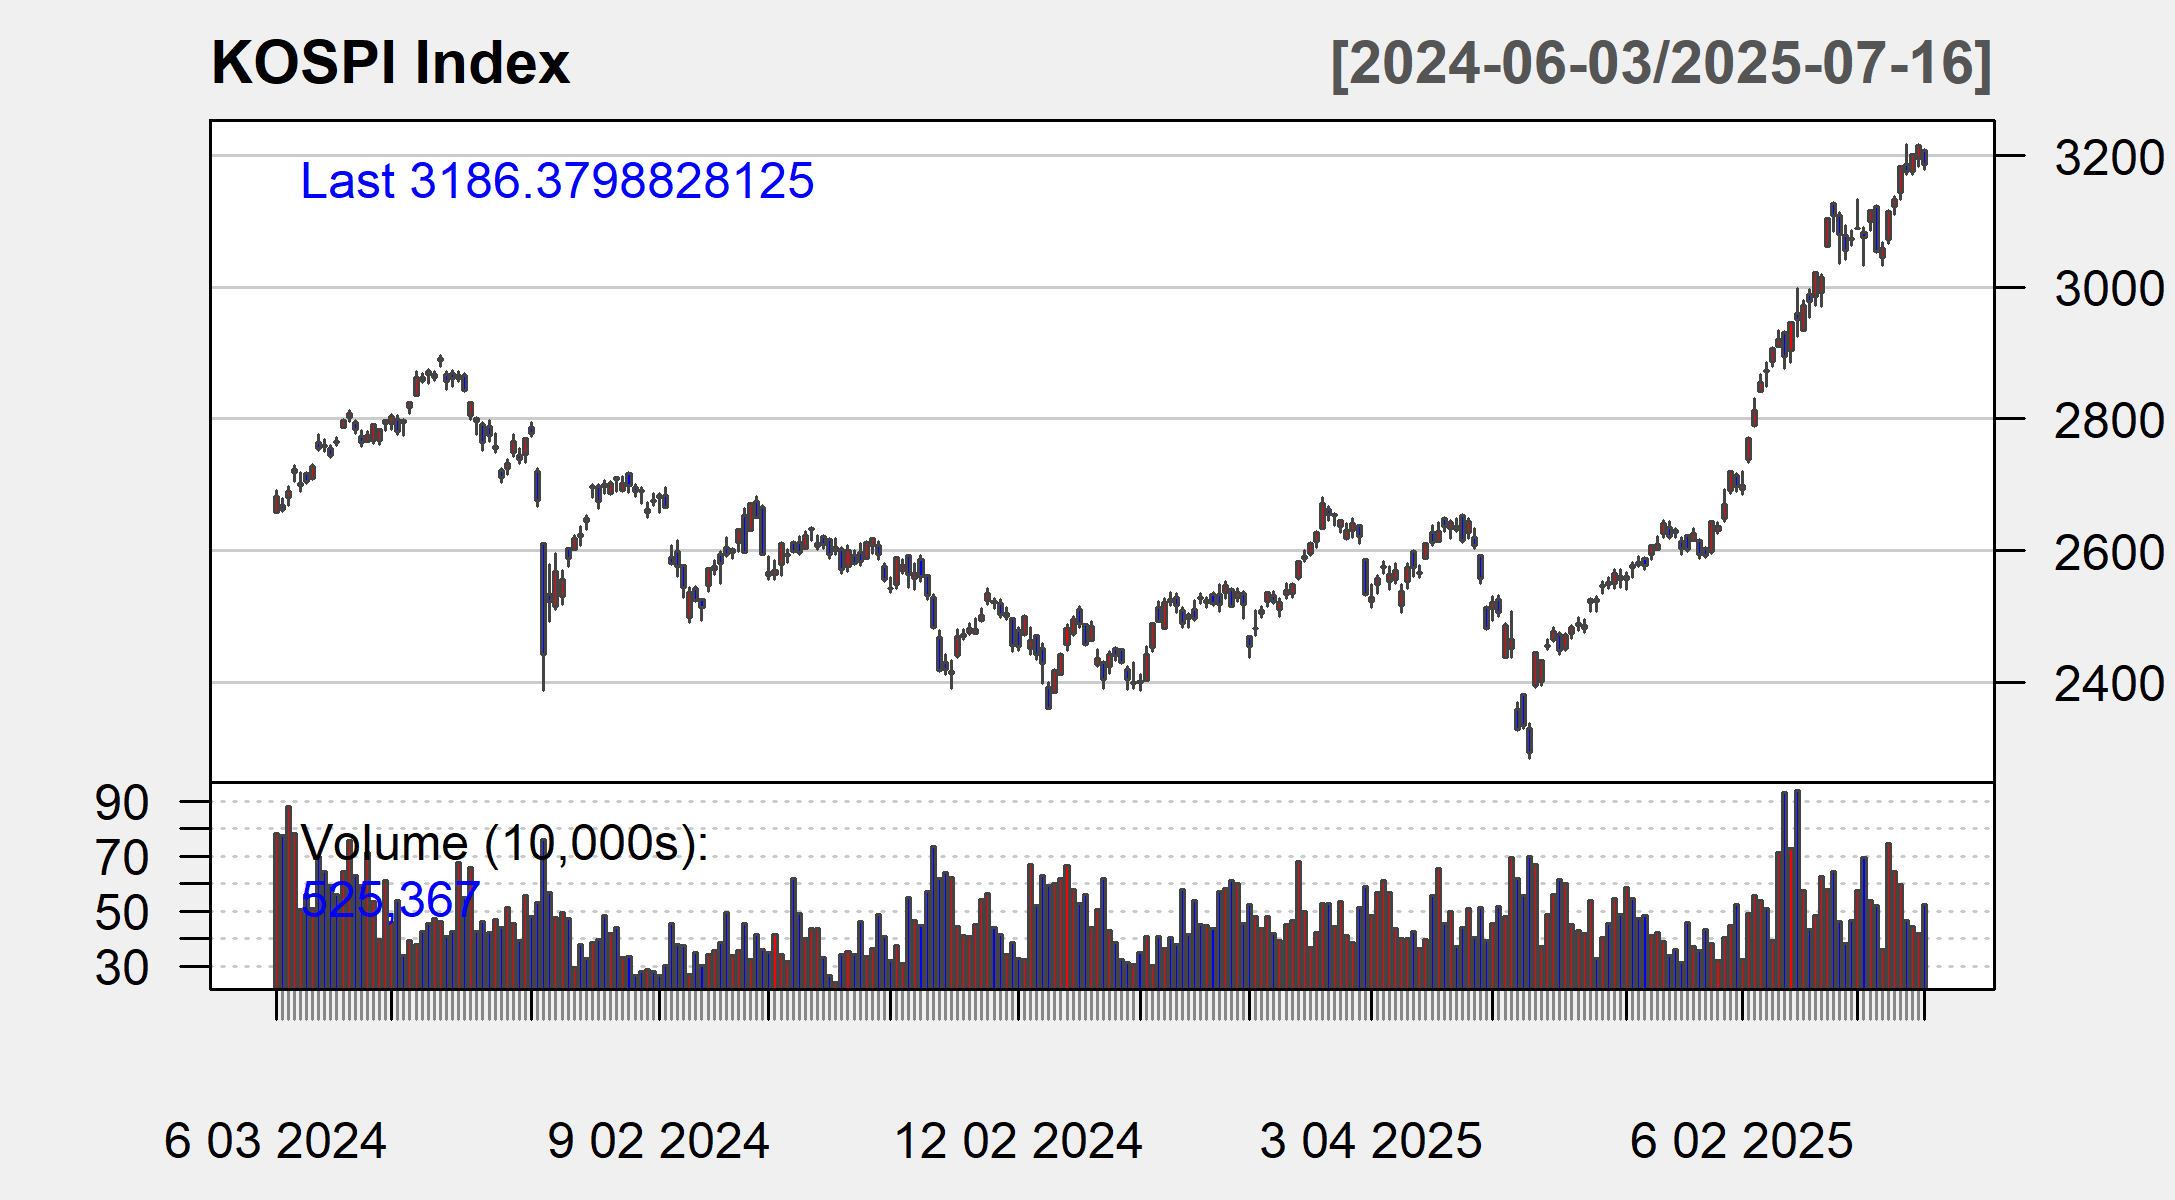 KOSPI Index
[2024-06-03/2025-07-16]
Last 3186.3798828125
3200
3000
2800
2600
2400
Volume (10,000s):
525,367
90
70
50
30
6 03 2024
9 02 2024
12 02 2024
3 04 2025
6 02 2025